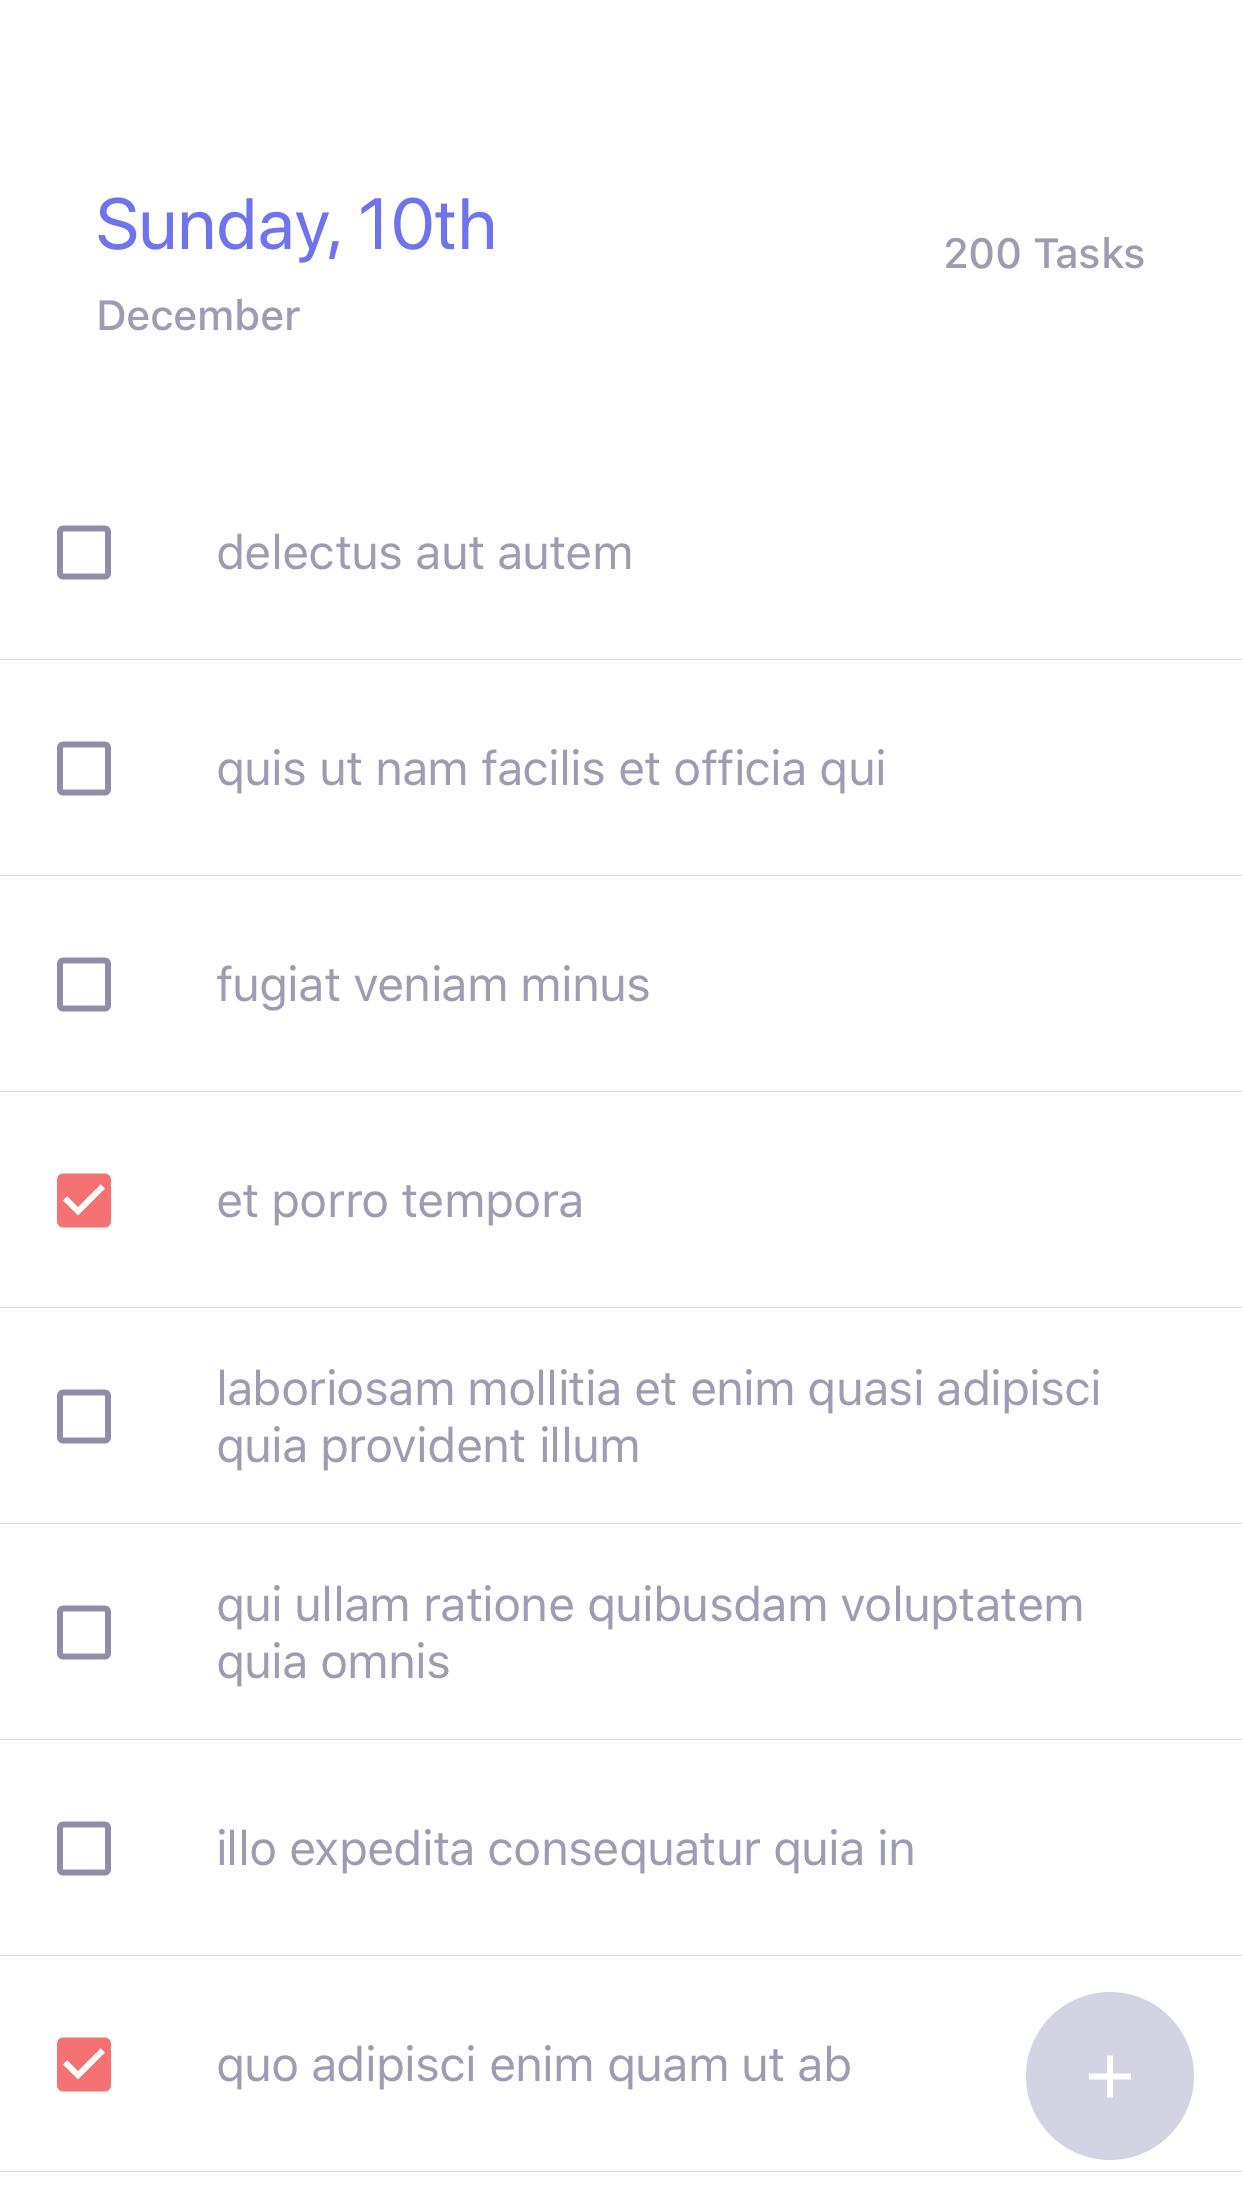 Sunday, 10th
200 Tasks
December
delectus aut autem
quis ut nam facilis et officia qui
fugiat veniam minus
et porro tempora
laboriosam mollitia et enim quasi adipisci
quia provident illum
qui ullam ratione quibusdam voluptatem
quia omnis
illo expedita consequatur quia in
quo adipisci enim quam ut ab